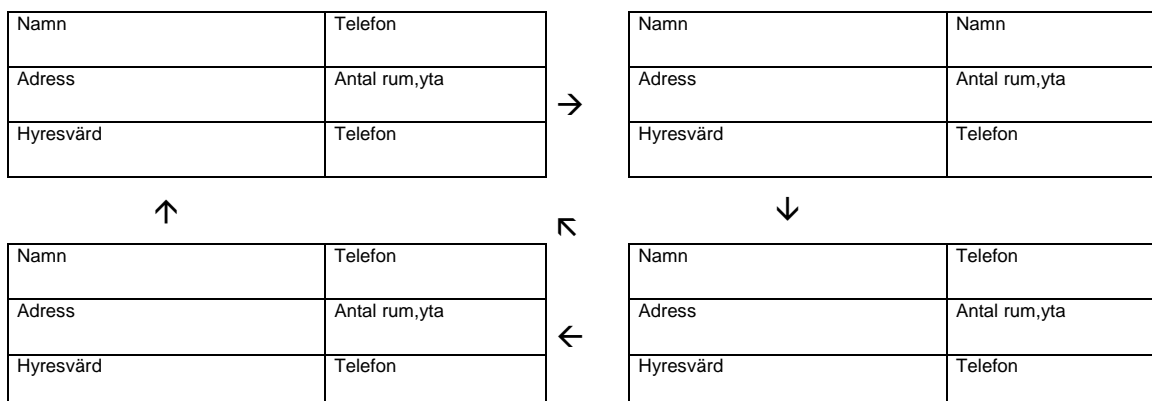 Namn Telefon
Adress Antal rum,yta
Hyresvärd Telefon
Namn Namn
Adress Antal rum,yta
Hyresvärd Telefon
→
↑ ↖ ↓
Namn Telefon
Adress Antal rum,yta
Hyresvärd Telefon
Namn Telefon
Adress Antal rum,yta
Hyresvärd Telefon
←